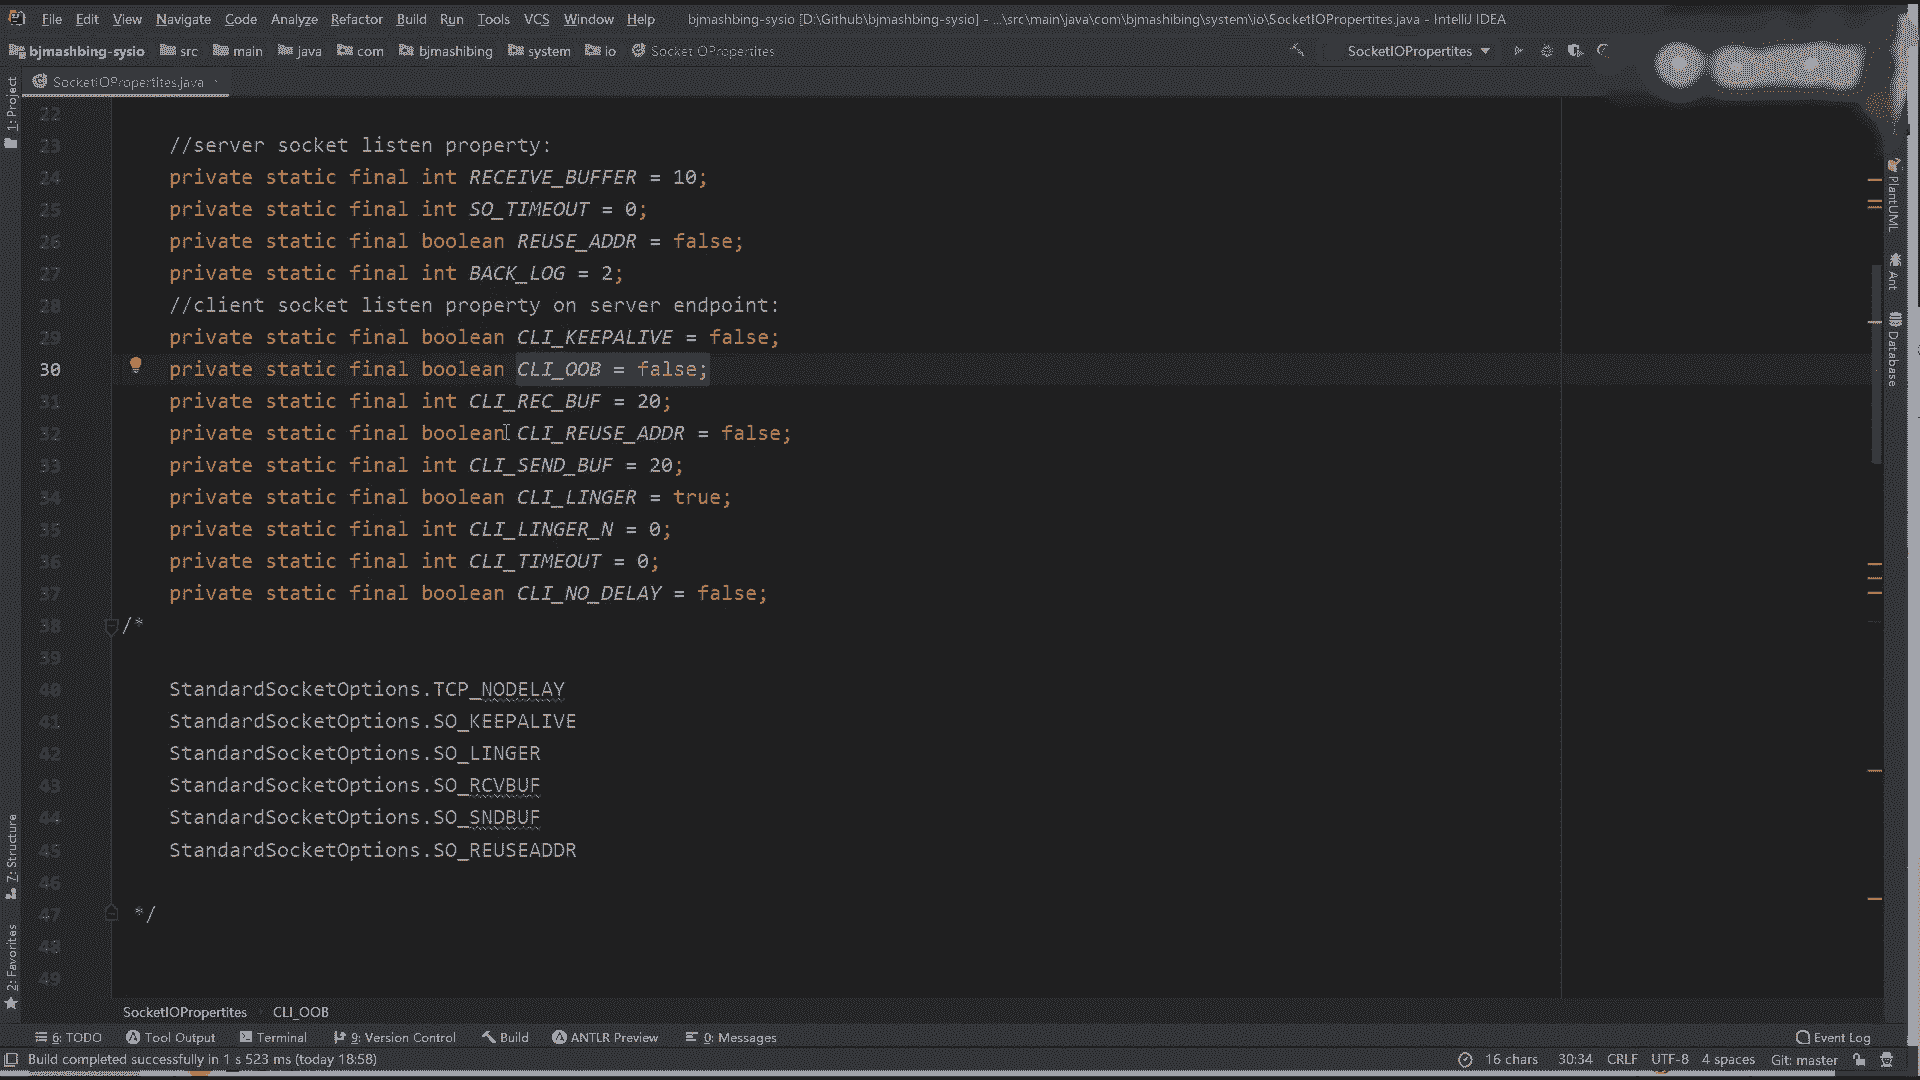 File Edit View Navigate Code Analyze Refactor Build Run Tools VCS Window Help bjmashbing-sysio [D:\Github\bjmashbing-sysio] - ...\src\main\java\com\bjmashibing\system\io\SocketIOPropertites.java - IntelliJ IDEA
bjmashbing-sysio src main java com bjmashibing system io SocketIOPropertites SocketIOPropertites
SocketIOPropertites.java
1: Project
22
23 //server socket listen property:
24 private static final int RECEIVE_BUFFER = 10;
25 private static final int SO_TIMEOUT = 0;
26 private static final boolean REUSE_ADDR = false;
27 private static final int BACK_LOG = 2;
28 //client socket listen property on server endpoint:
29 private static final boolean CLI_KEEPALIVE = false;
30 private static final boolean CLI_OOB = false;
31 private static final int CLI_REC_BUF = 20;
32 private static final boolean CLI_REUSE_ADDR = false;
33 private static final int CLI_SEND_BUF = 20;
34 private static final boolean CLI_LINGER = true;
35 private static final int CLI_LINGER_N = 0;
36 private static final int CLI_TIMEOUT = 0;
37 private static final boolean CLI_NO_DELAY = false;
38 /*
39
40 StandardSocketOptions.TCP_NODELAY
41 StandardSocketOptions.SO_KEEPALIVE
42 StandardSocketOptions.SO_LINGER
43 StandardSocketOptions.SO_RCVBUF
44 StandardSocketOptions.SO_SNDBUF
45 StandardSocketOptions.SO_REUSEADDR
46
47 */
48
49
PlantUML
Ant
Database
7: Structure
2: Favorites
SocketIOPropertites CLI_OOB
6: TODO Tool Output Terminal 9: Version Control Build ANTLR Preview 0: Messages Event Log
Build completed successfully in 1 s 523 ms (today 18:58) 16 chars 30:34 CRLF UTF-8 4 spaces Git: master